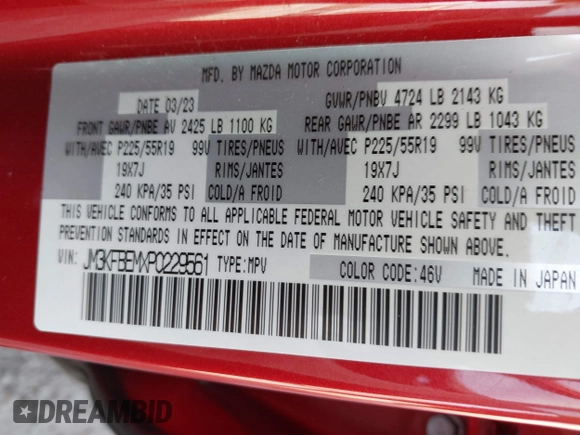 MFD. BY MAZDA MOTOR CORPORATION
DATE 03/23 GVWR/PNBV 4724 LB 2143 KG
FRONT GAWR/PNBE AV 2425 LB 1100 KG REAR GAWR/PNBE AR 2299 LB 1043 KG
WITH/AVEC P225/55R19 99V TIRES/PNEUS WITH/AVEC P225/55R19 99V TIRES/PNEUS
19X7J RIMS/JANTES 19X7J RIMS/JANTES
240 KPA/35 PSI COLD/A FROID 240 KPA/35 PSI COLD/A FROID
THIS VEHICLE CONFORMS TO ALL APPLICABLE FEDERAL MOTOR VEHICLE SAFETY AND THEFT
PREVENTION STANDARDS IN EFFECT ON THE DATE OF MANUFACTURE SHOWN ABOVE.
VIN: JM3KFBEMXP0229561 TYPE:MPV COLOR CODE:46V MADE IN JAPAN
DREAMBID